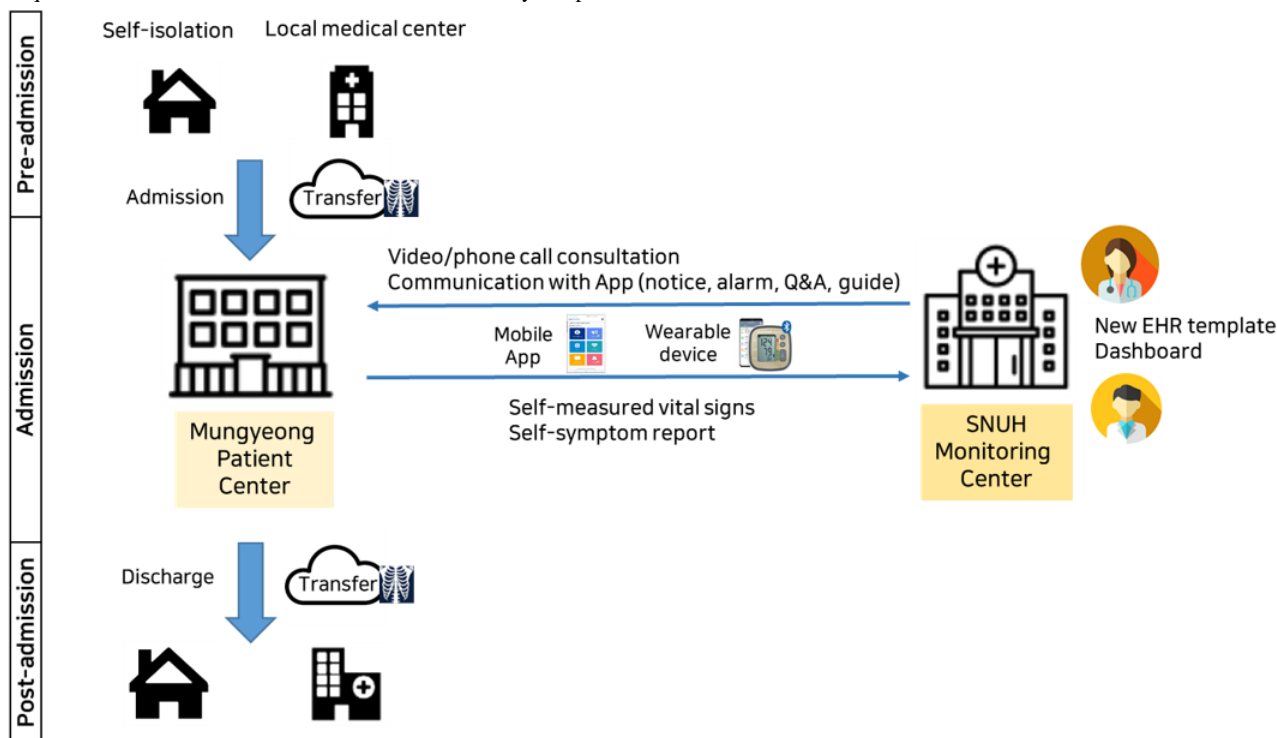 Self-isolation
Local medical center
Pre-admission
Admission
Transfer
Admission
Video/phone call consultation
Communication with App (notice, alarm, Q&A, guide)
Mobile
App
Wearable
device
New EHR template
Dashboard
Self-measured vital signs
Self-symptom report
Mungyeong
Patient
Center
SNUH
Monitoring
Center
Post-admission
Discharge
Transfer